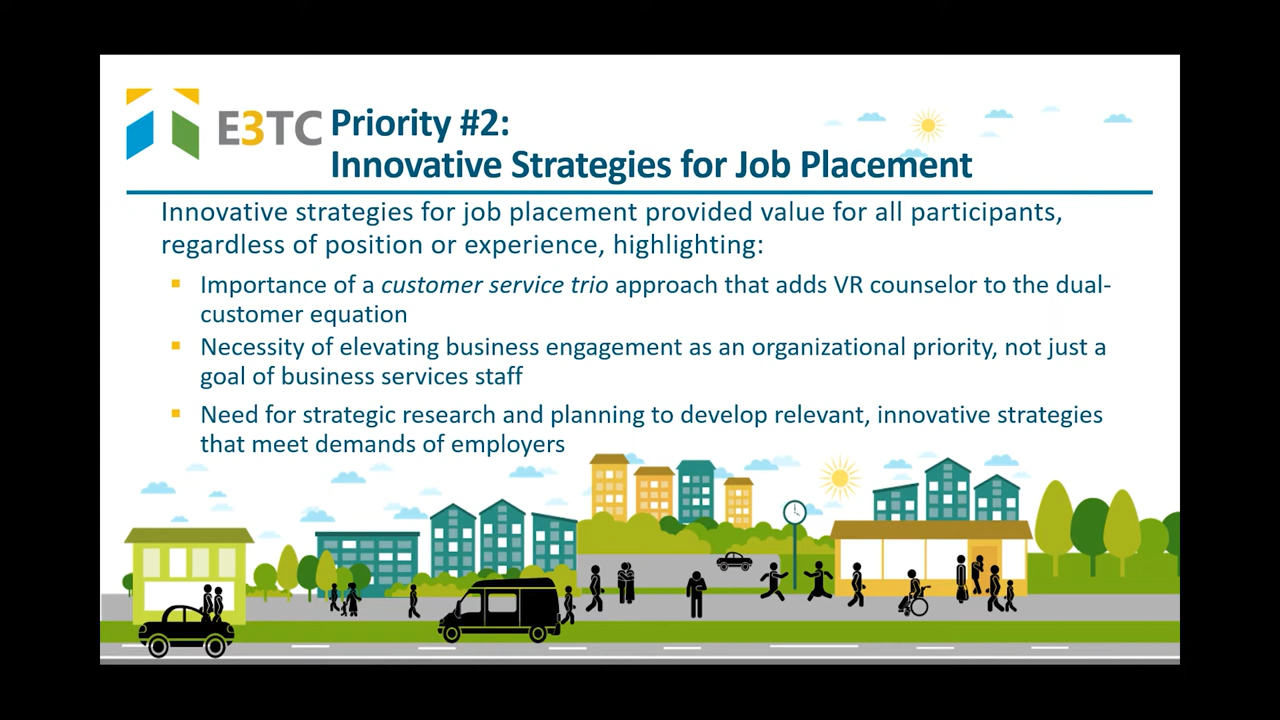 E3TC
Priority #2:
Innovative Strategies for Job Placement
Innovative strategies for job placement provided value for all participants,
regardless of position or experience, highlighting:
Importance of a customer service trio approach that adds VR counselor to the dual-
customer equation
Necessity of elevating business engagement as an organizational priority, not just a
goal of business services staff
Need for strategic research and planning to develop relevant, innovative strategies
that meet demands of employers